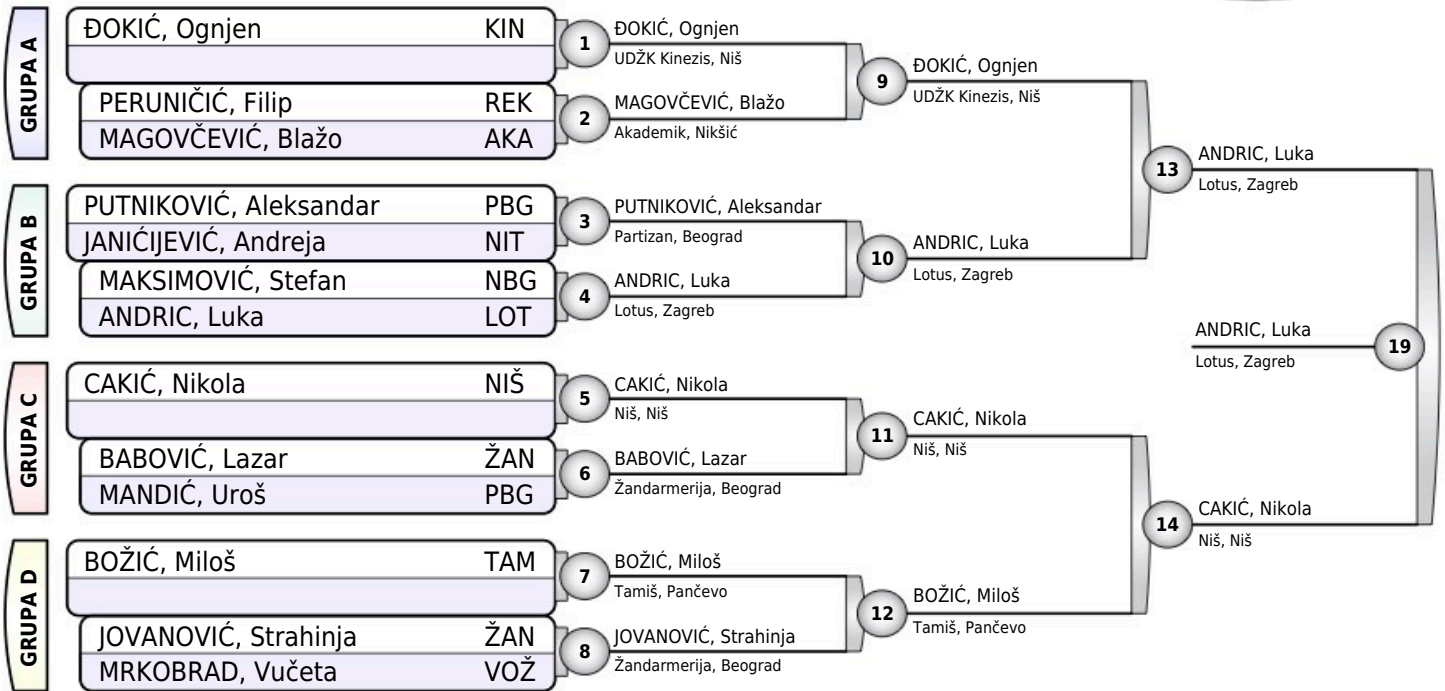 GRUPA A
ĐOKIĆ, Ognjen KIN
PERUNIČIĆ, Filip REK
MAGOVČEVIĆ, Blažo AKA
GRUPA B
PUTNIKOVIĆ, Aleksandar PBG
JANIĆIJEVIĆ, Andreja NIT
MAKSIMOVIĆ, Stefan NBG
ANDRIC, Luka LOT
GRUPA C
CAKIĆ, Nikola NIŠ
BABOVIĆ, Lazar ŽAN
MANDIĆ, Uroš PBG
GRUPA D
BOŽIĆ, Miloš TAM
JOVANOVIĆ, Strahinja ŽAN
MRKOBRAD, Vučeta VOŽ
1
ĐOKIĆ, Ognjen
UDŽK Kinezis, Niš
2
MAGOVČEVIĆ, Blažo
Akademik, Nikšić
3
PUTNIKOVIĆ, Aleksandar
Partizan, Beograd
4
ANDRIC, Luka
Lotus, Zagreb
5
CAKIĆ, Nikola
Niš, Niš
6
BABOVIĆ, Lazar
Žandarmerija, Beograd
7
BOŽIĆ, Miloš
Tamiš, Pančevo
8
JOVANOVIĆ, Strahinja
Žandarmerija, Beograd
9
ĐOKIĆ, Ognjen
UDŽK Kinezis, Niš
10
ANDRIC, Luka
Lotus, Zagreb
11
CAKIĆ, Nikola
Niš, Niš
12
BOŽIĆ, Miloš
Tamiš, Pančevo
13
ANDRIC, Luka
Lotus, Zagreb
14
CAKIĆ, Nikola
Niš, Niš
ANDRIC, Luka
Lotus, Zagreb
19